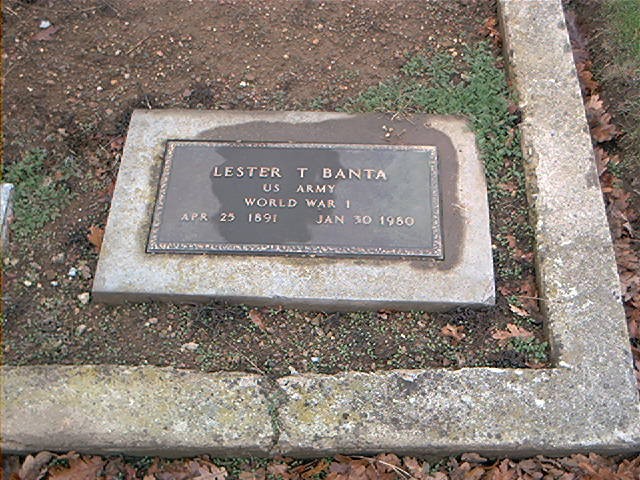 LESTER T BANTA
US ARMY
WORLD WAR I
APR 25 1891 JAN 30 1980